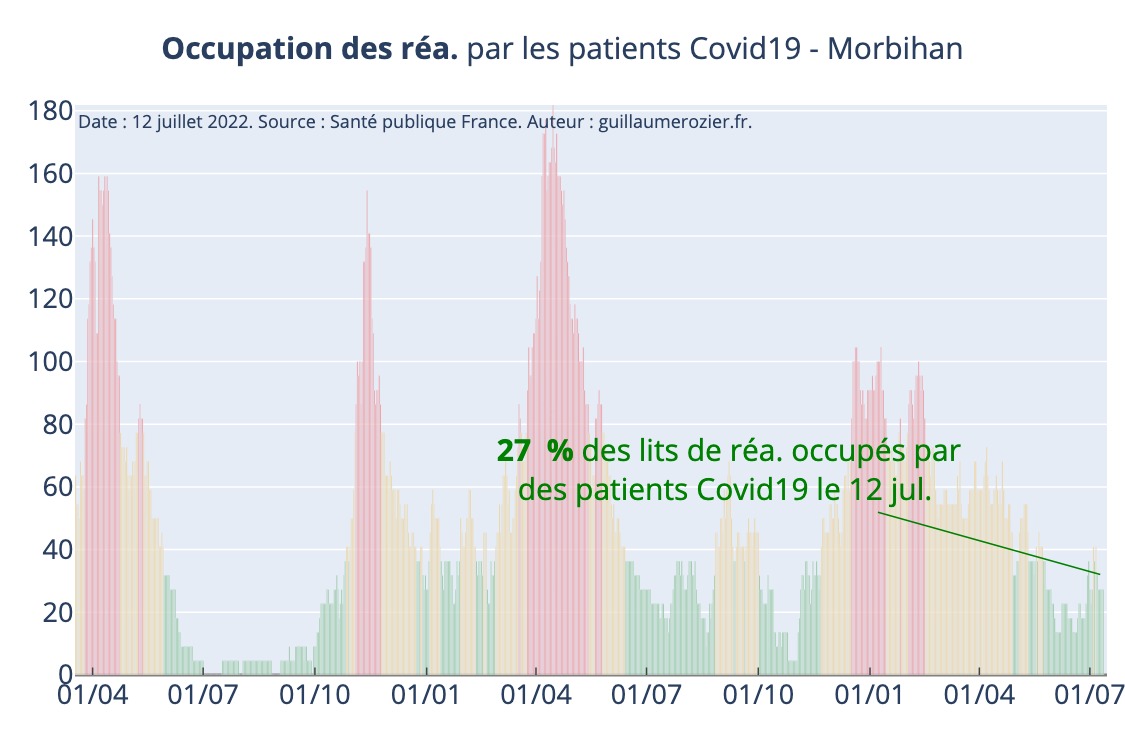 Occupation des réa. par les patients Covid19 - Morbihan
180
Date : 12 juillet 2022. Source : Santé publique France. Auteur : guillaumerozier.fr.
160
140
120
100
80
27 % des lits de réa. occupés par
des patients Covid19 le 12 jul.
60
40
20
0
01/04 01/07 01/10 01/01 01/04 01/07 01/10 01/01 01/04 01/07